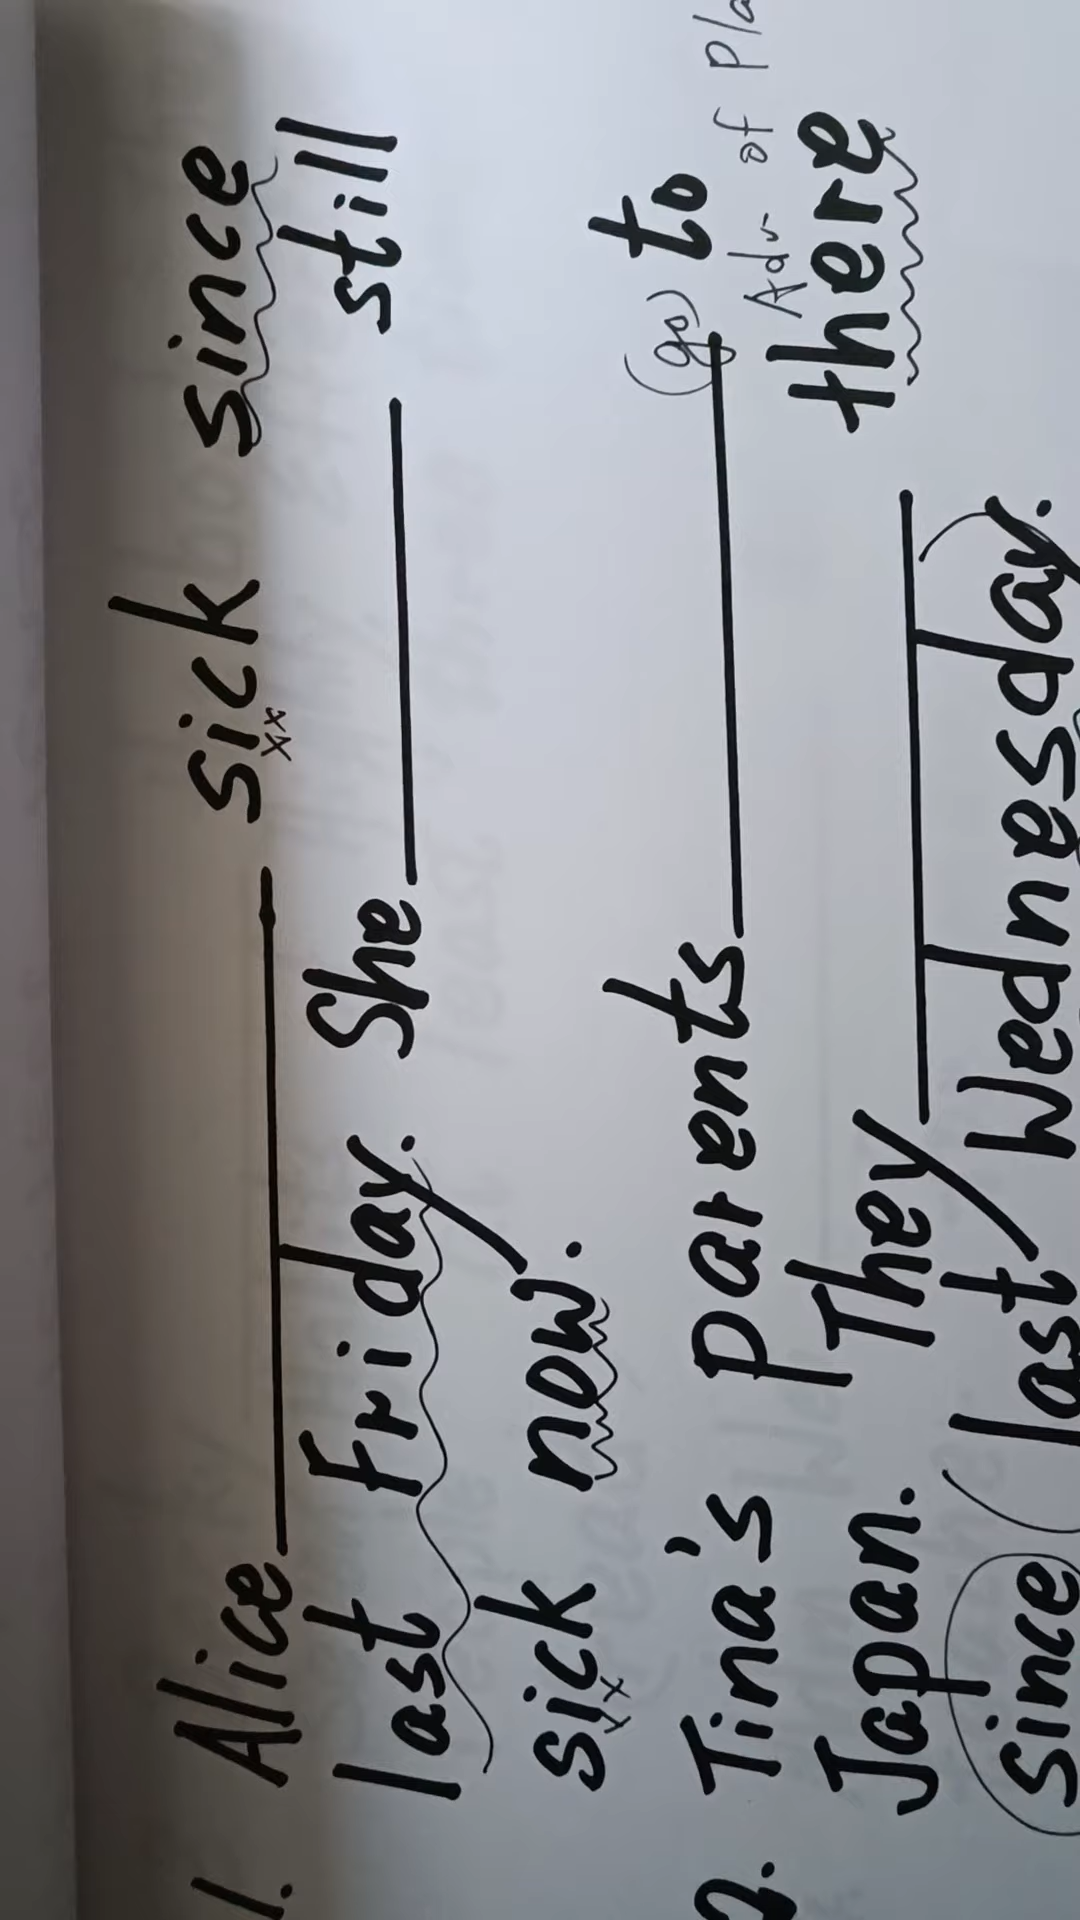 1. Alice ______ sick since
last Friday. She ______ still
sick now.
(go)
2. Tina's parents ______ to
Adv. of Pla
Japan. They ______ there
since (last Wednesday.)